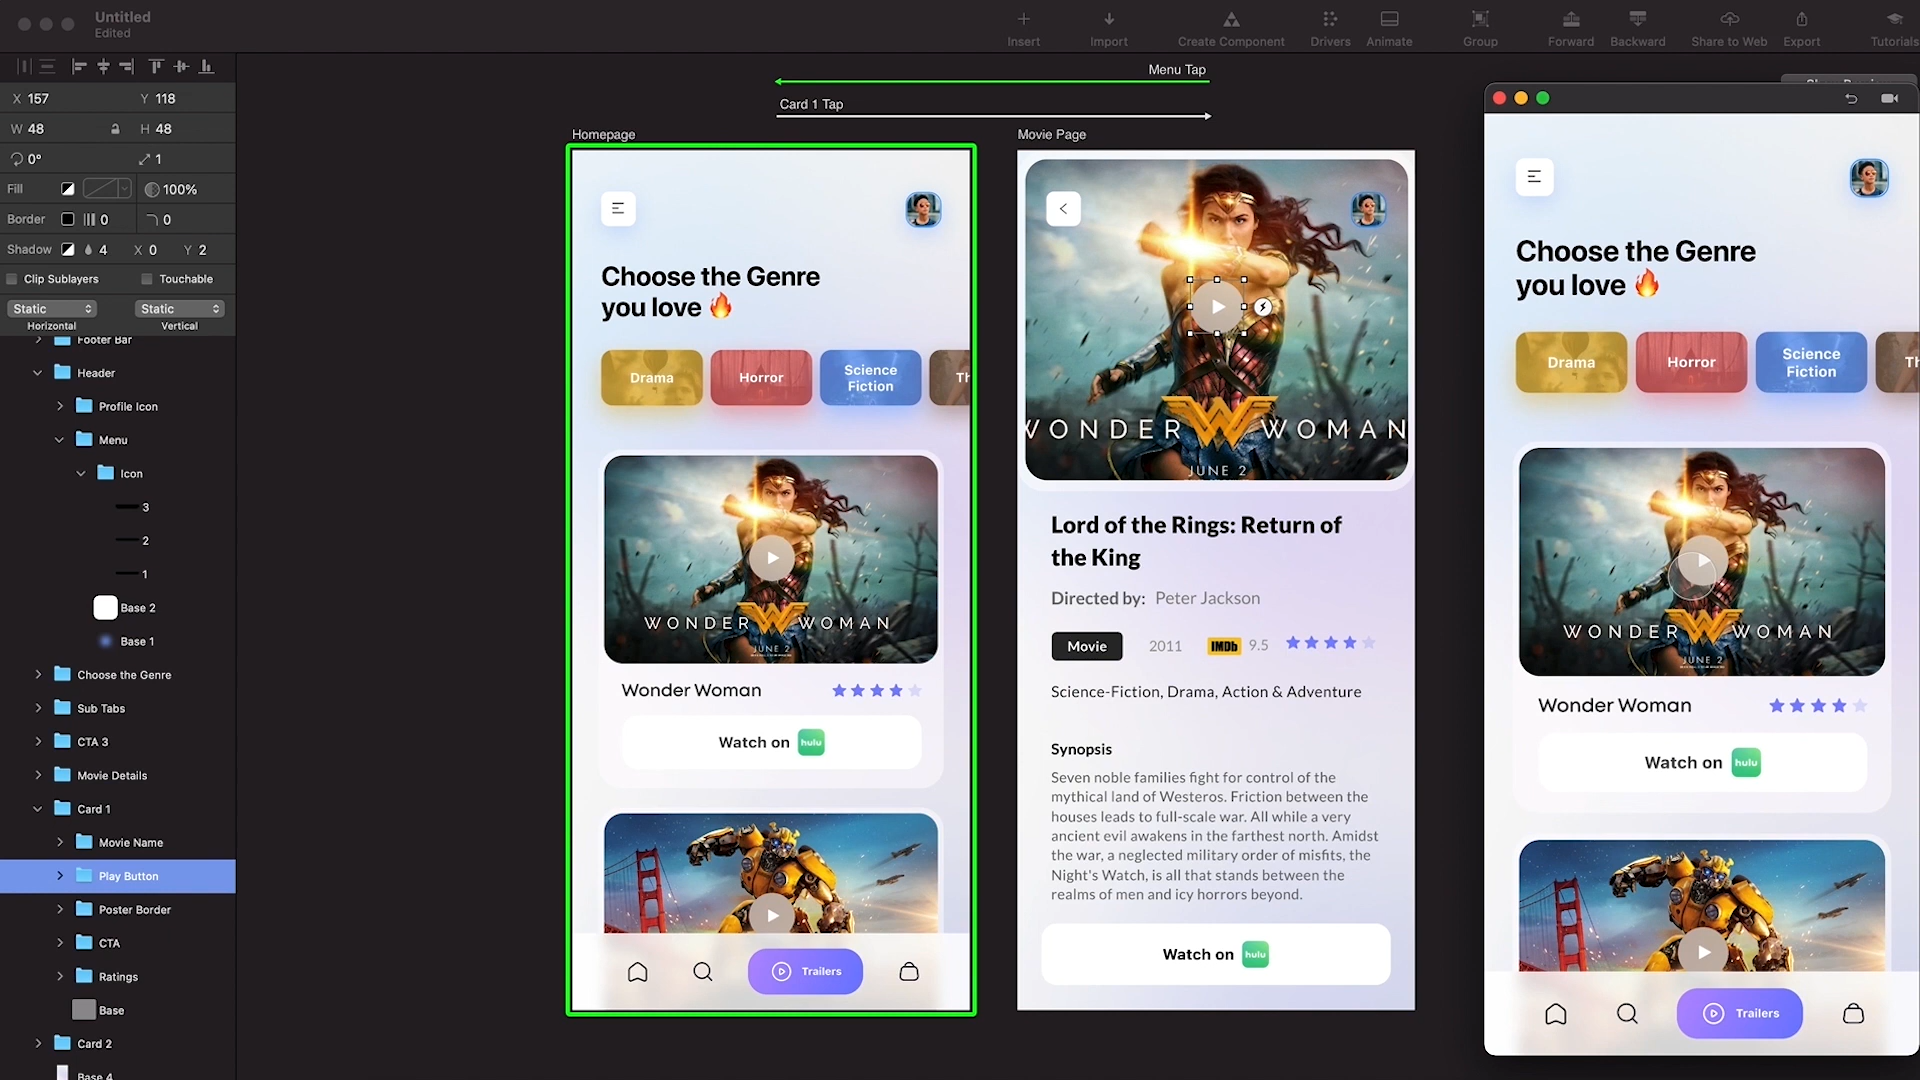 Untitled
Edited
Insert
Import
Create Component
Drivers
Animate
Group
Forward
Backward
Share to Web
Export
Tutorials
X 157
Y 118
W 48
H 48
0°
1
Fill
100%
Border
0
0
Shadow
4
X 0
Y 2
Clip Sublayers
Touchable
Static
Static
Horizontal
Vertical
Footer Bar
Header
Profile Icon
Menu
Icon
3
2
1
Base 2
Base 1
Choose the Genre
Sub Tabs
CTA 3
Movie Details
Card 1
Movie Name
Play Button
Poster Border
CTA
Ratings
Base
Card 2
Base 4
Menu Tap
Card 1 Tap
Homepage
Choose the Genre
you love 🔥
Drama
Horror
Science
Fiction
Th
WONDER WOMAN
JUNE 2
Wonder Woman
Watch on hulu
Trailers
Movie Page
WONDER WOMAN
JUNE 2
Lord of the Rings: Return of
the King
Directed by: Peter Jackson
Movie
2011
IMDb
9.5
Science-Fiction, Drama, Action & Adventure
Synopsis
Seven noble families fight for control of the
mythical land of Westeros. Friction between the
houses leads to full-scale war. All while a very
ancient evil awakens in the farthest north. Amidst
the war, a neglected military order of misfits, the
Night's Watch, is all that stands between the
realms of men and icy horrors beyond.
Watch on hulu
Choose the Genre
you love 🔥
Drama
Horror
Science
Fiction
Th
WONDER WOMAN
JUNE 2
Wonder Woman
Watch on hulu
Trailers